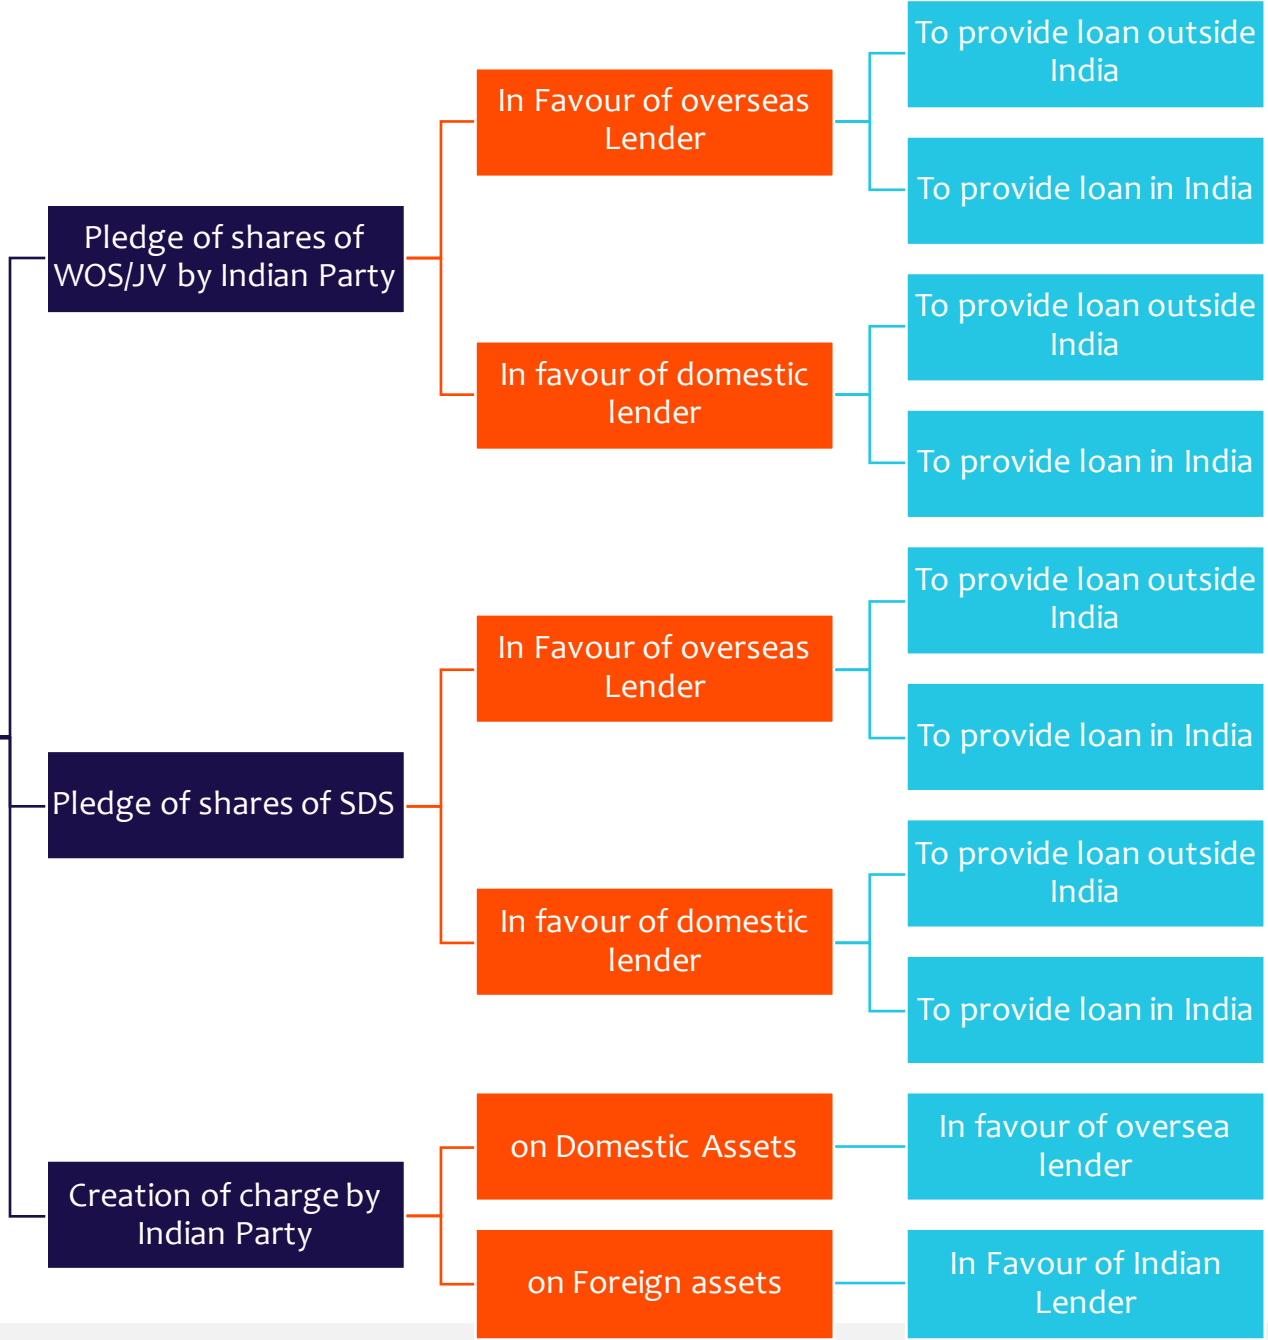 Pledge of shares of
WOS/JV by Indian Party
In Favour of overseas
Lender
To provide loan outside
India
To provide loan in India
In favour of domestic
lender
To provide loan outside
India
To provide loan in India
Pledge of shares of SDS
In Favour of overseas
Lender
To provide loan outside
India
To provide loan in India
In favour of domestic
lender
To provide loan outside
India
To provide loan in India
Creation of charge by
Indian Party
on Domestic Assets
In favour of oversea
lender
on Foreign assets
In Favour of Indian
Lender